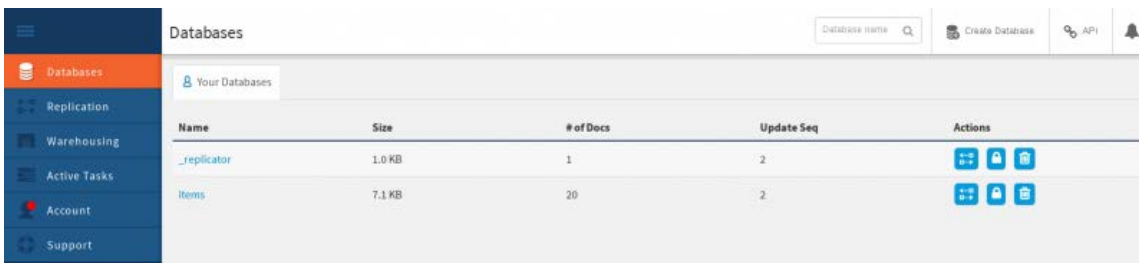 Databases
Database name
Create Database
API
Databases
Replication
Warehousing
Active Tasks
Account
Support
Your Databases
Name Size # of Docs Update Seq Actions
_replicator 1.0 KB 1 2
items 7.1 KB 20 2